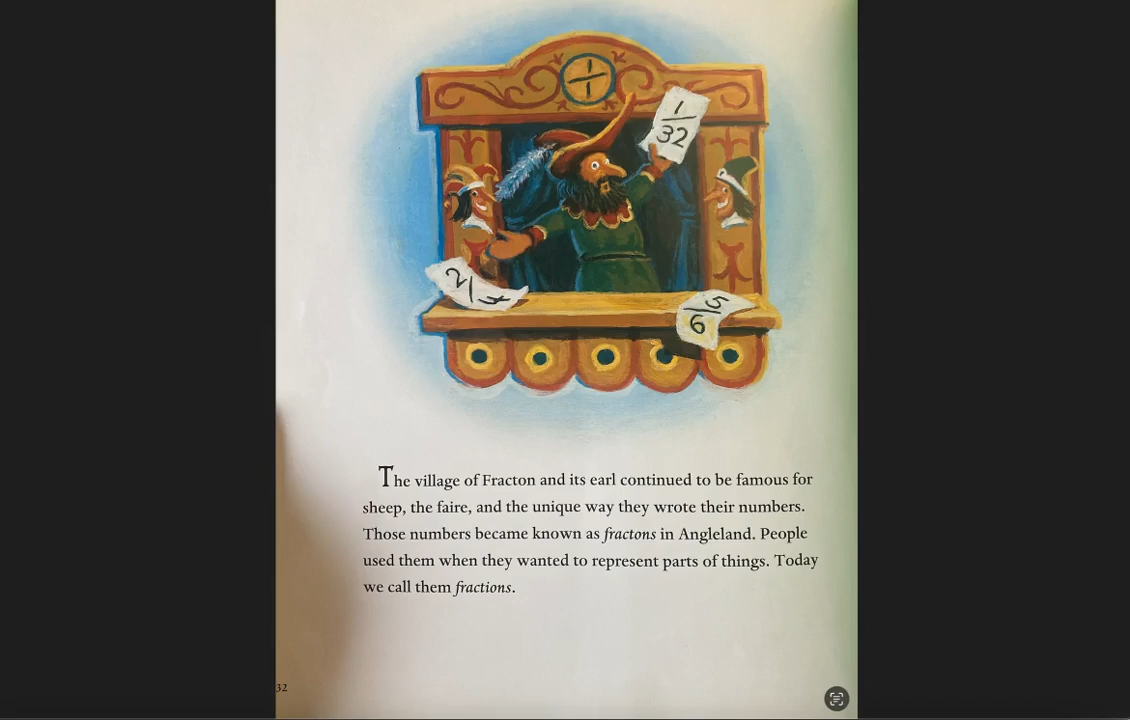 1
32
2/4
5
6
The village of Fracton and its earl continued to be famous for
sheep, the faire, and the unique way they wrote their numbers.
Those numbers became known as fractons in Angleland. People
used them when they wanted to represent parts of things. Today
we call them fractions.
32